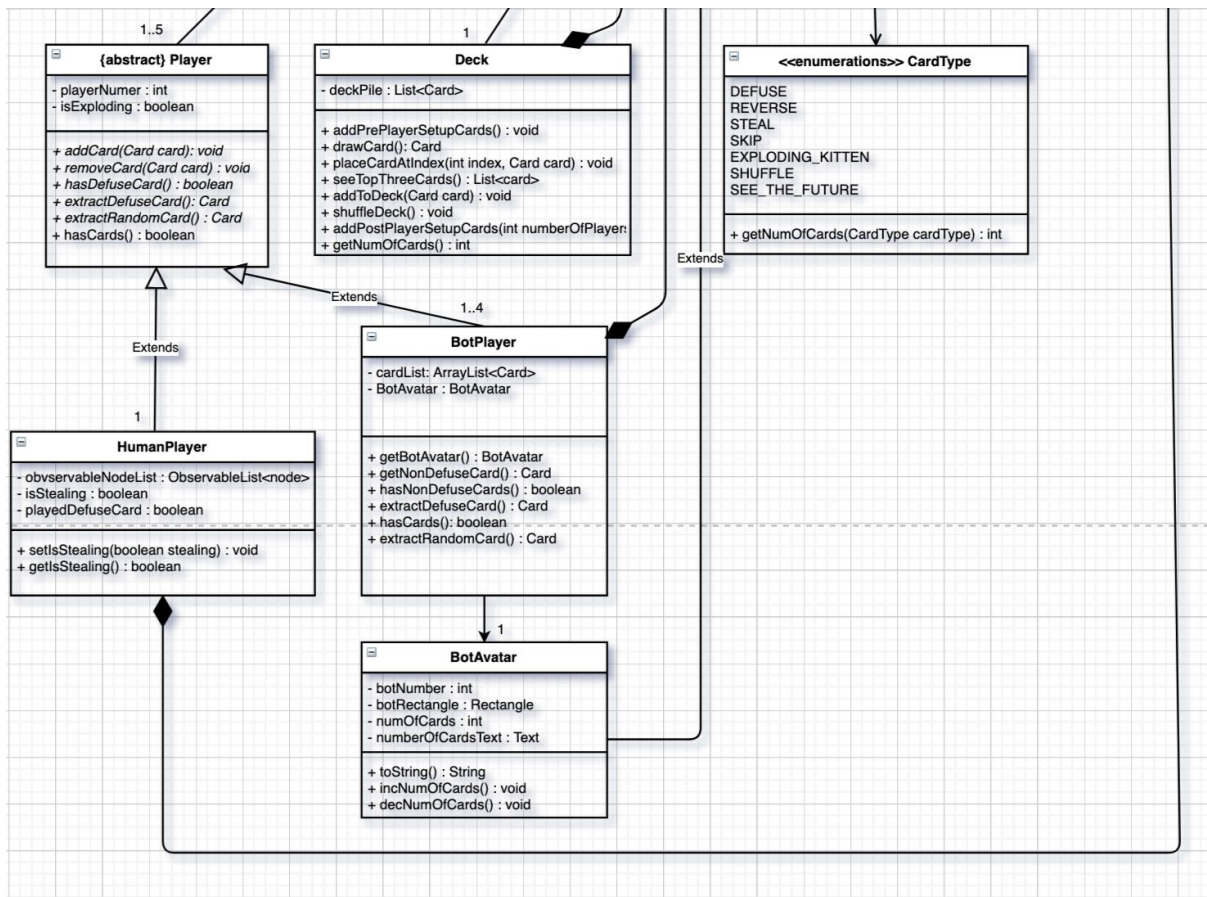 1..5
{abstract} Player
- playerNumer : int
- isExploding : boolean
+ addCard(Card card): void
+ removeCard(Card card) : void
+ hasDefuseCard() : boolean
+ extractDefuseCard(): Card
+ extractRandomCard() : Card
+ hasCards() : boolean
1
Deck
- deckPile : List<Card>
+ addPrePlayerSetupCards() : void
+ drawCard(): Card
+ placeCardAtIndex(int index, Card card) : void
+ seeTopThreeCards() : List<card>
+ addToDeck(Card card) : void
+ shuffleDeck() : void
+ addPostPlayerSetupCards(int numberOfPlayers
+ getNumOfCards() : int
<<enumerations>> CardType
DEFUSE
REVERSE
STEAL
SKIP
EXPLODING_KITTEN
SHUFFLE
SEE_THE_FUTURE
+ getNumOfCards(CardType cardType) : int
Extends
Extends
1..4
Extends
1
BotPlayer
- cardList: ArrayList<Card>
- BotAvatar : BotAvatar
+ getBotAvatar() : BotAvatar
+ getNonDefuseCard() : Card
+ hasNonDefuseCards() : boolean
+ extractDefuseCard() : Card
+ hasCards(): boolean
+ extractRandomCard() : Card
HumanPlayer
- obvservableNodeList : ObservableList<node>
- isStealing : boolean
- playedDefuseCard : boolean
+ setIsStealing(boolean stealing) : void
+ getIsStealing() : boolean
1
BotAvatar
- botNumber : int
- botRectangle : Rectangle
- numOfCards : int
- numberOfCardsText : Text
+ toString() : String
+ incNumOfCards() : void
+ decNumOfCards() : void